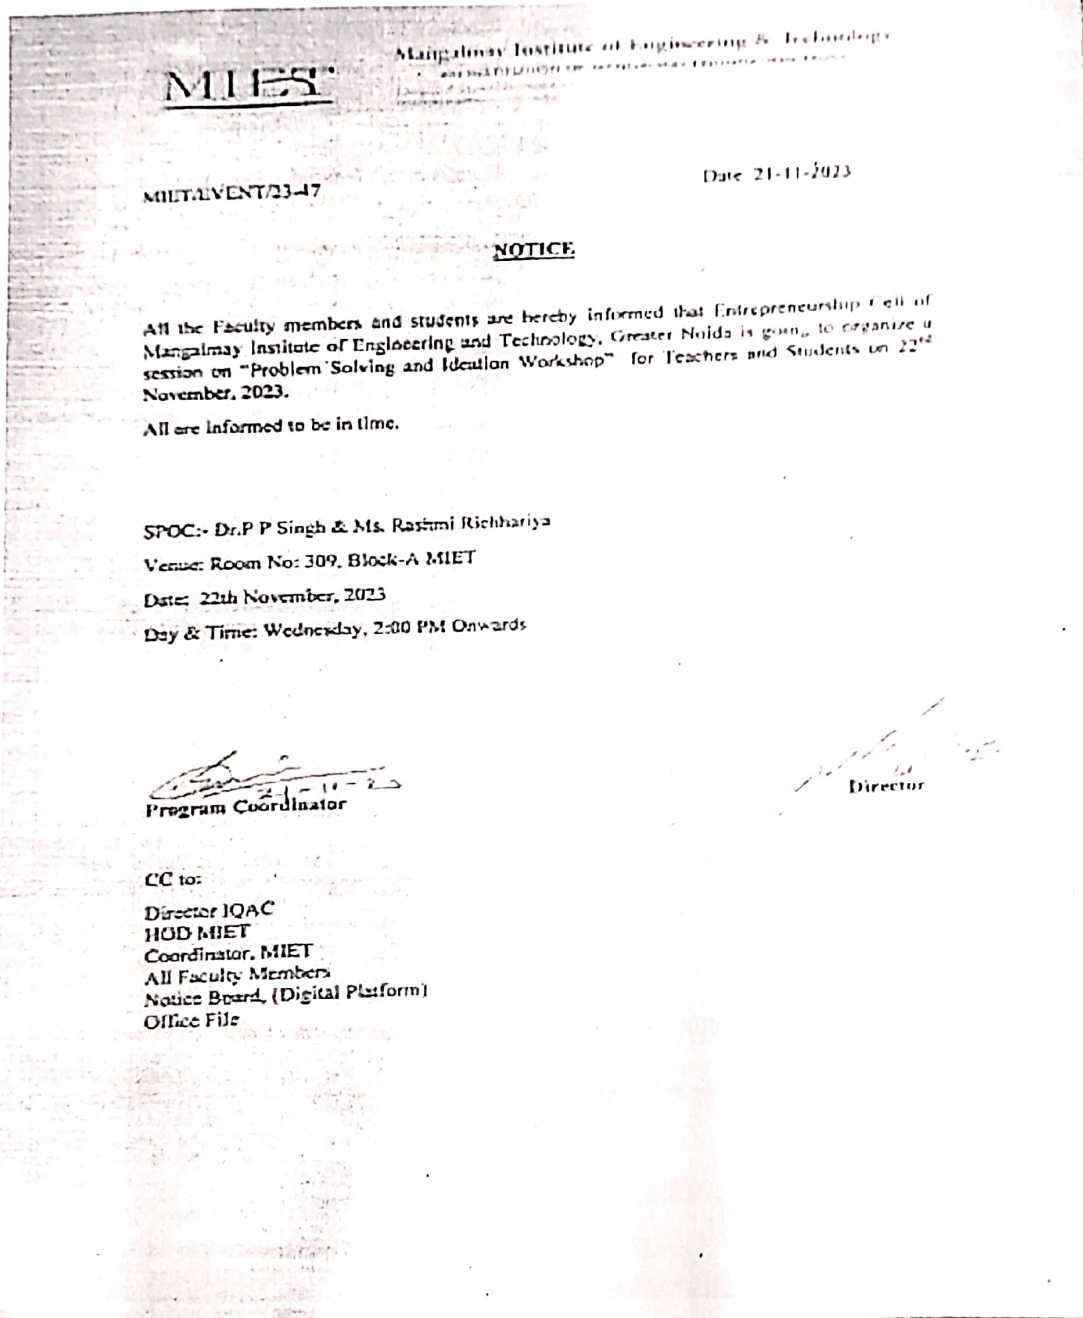 MIET
Mangalmay Institute of Engineering & Technology
MIET/EVENT/23-47
Date 21-11-2023
NOTICE
All the Faculty members and students are hereby informed that Entrepreneurship Cell of
Mangalmay Institute of Engineering and Technology, Greater Noida is going to organize a
session on "Problem Solving and Ideation Workshop" for Teachers and Students on 22nd
November, 2023.
All are informed to be in time.
SPOC:- Dr.P P Singh & Ms. Rashmi Richhariya
Venue: Room No: 309, Block-A MIET
Date: 22th November, 2023
Day & Time: Wednesday, 2:00 PM Onwards
21-11-23
Program Coordinator
Director
CC to:
Director IQAC
HOD MIET
Coordinator, MIET
All Faculty Members
Notice Board, (Digital Platform)
Office File